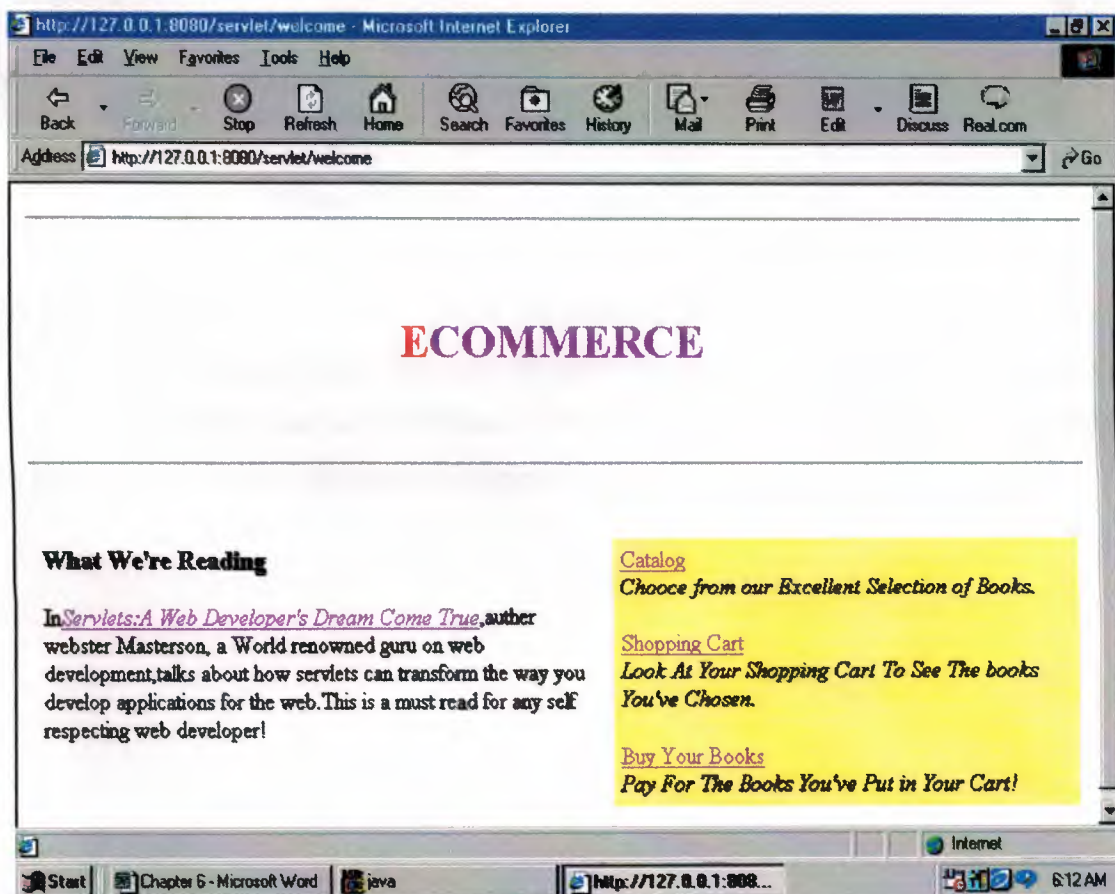 http://127.0.0.1:8080/servlet/welcome - Microsoft Internet Explorer
File Edit View Favorites Tools Help
Back Forward Stop Refresh Home Search Favorites History Mail Print Edit Discuss Real.com
Address http://127.0.0.1:8080/servlet/welcome Go
ECOMMERCE
What We're Reading
InServlets:A Web Developer's Dream Come True,auther
webster Masterson, a World renowned guru on web
development,talks about how servlets can transform the way you
develop applications for the web.This is a must read for any self
respecting web developer!
Catalog
Chooce from our Excellent Selection of Books.
Shopping Cart
Look At Your Shopping Cart To See The books
You've Chosen.
Buy Your Books
Pay For The Books You've Put in Your Cart!
Internet
Start Chapter 6 - Microsoft Word java http://127.0.0.1:808... 6:12 AM